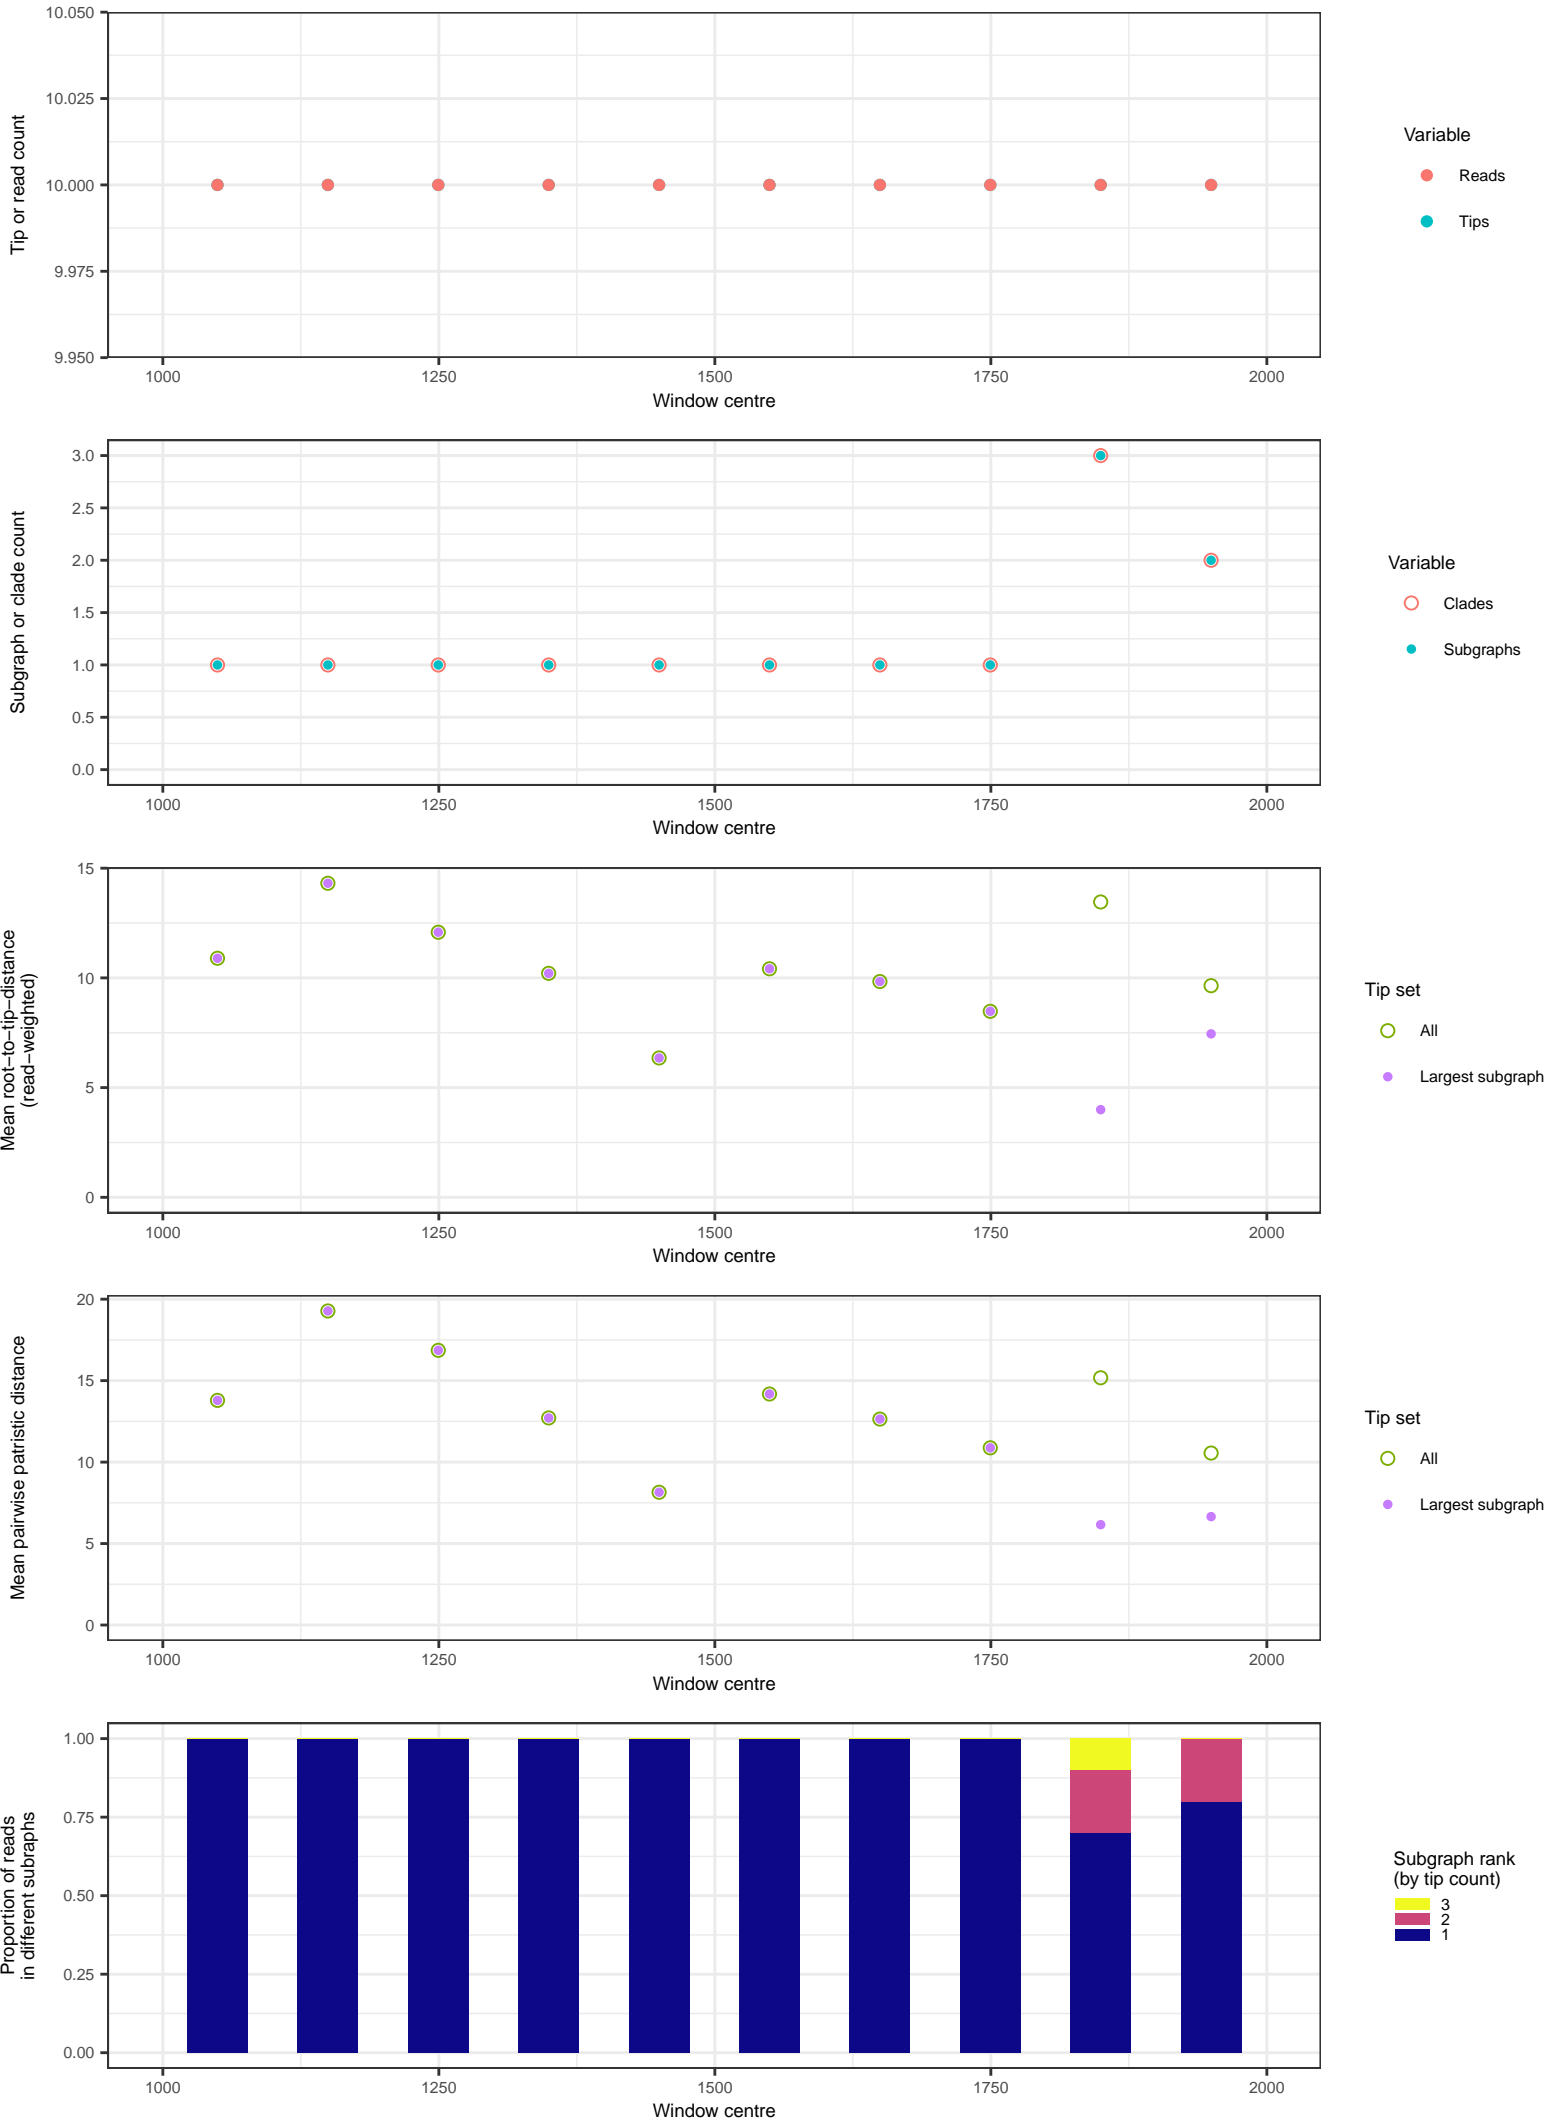 10.050
10.025
10.000
9.975
9.950
Tip or read count
1000 1250 1500 1750 2000
Window centre
Variable
Reads
Tips
3.0
2.5
2.0
1.5
1.0
0.5
0.0
Subgraph or clade count
1000 1250 1500 1750 2000
Window centre
Variable
Clades
Subgraphs
15
10
5
0
Mean root−to−tip−distance
(read−weighted)
1000 1250 1500 1750 2000
Window centre
Tip set
All
Largest subgraph
20
15
10
5
0
Mean pairwise patristic distance
1000 1250 1500 1750 2000
Window centre
Tip set
All
Largest subgraph
1.00
0.75
0.50
0.25
0.00
Proportion of reads
in different subraphs
1000 1250 1500 1750 2000
Window centre
Subgraph rank
(by tip count)
3
2
1